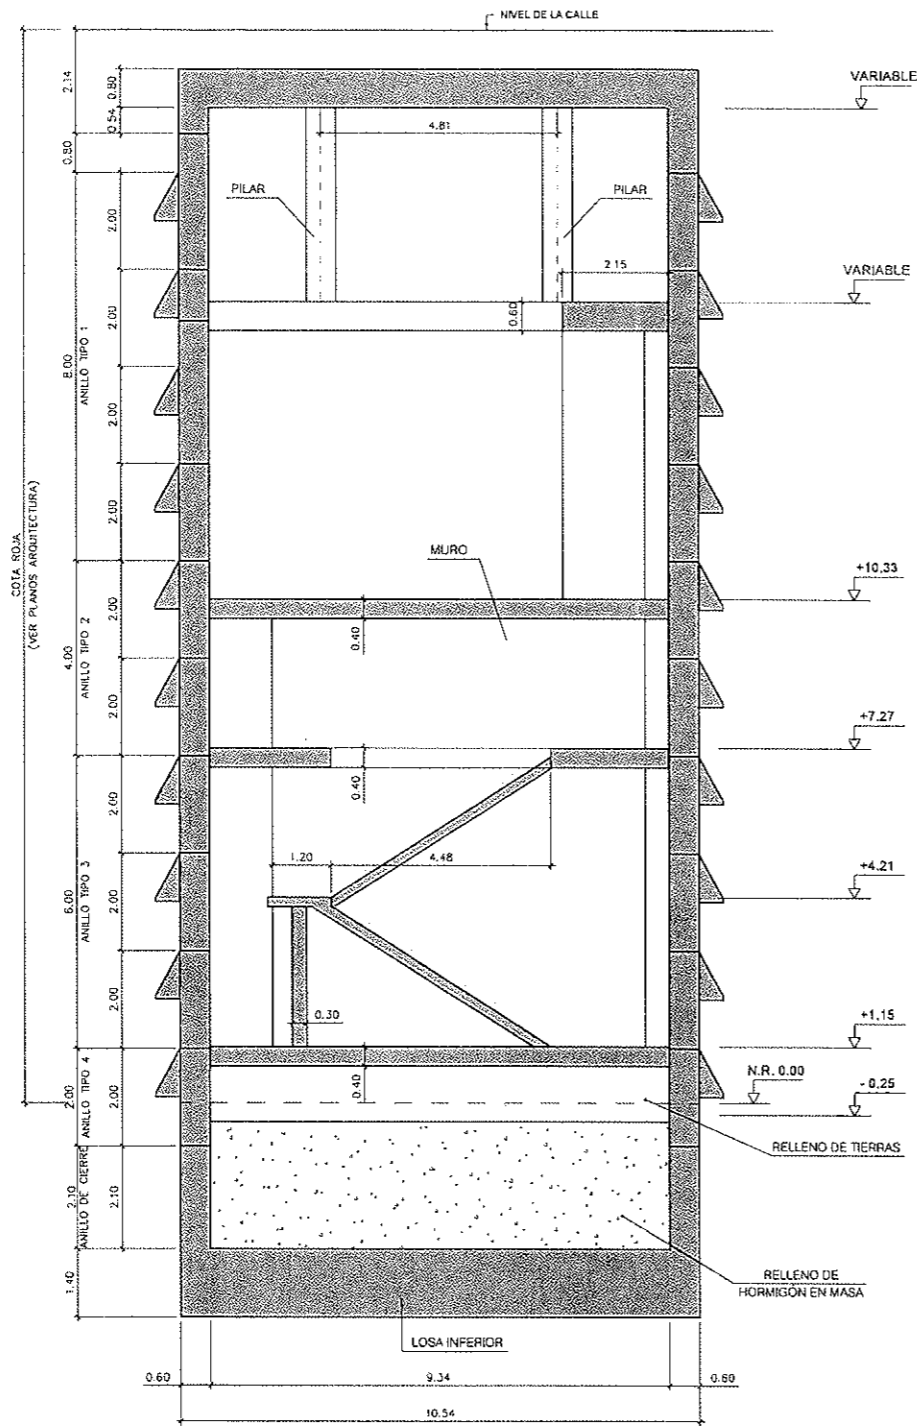 NIVEL DE LA CALLE
VARIABLE
2.14
0.80
0.54
4.81
0.80
PILAR
PILAR
2.00
2.15
VARIABLE
2.00
0.60
8.00
ANILLO TIPO 1
2.00
2.00
COTA ROJA
(VER PLANOS ARQUITECTURA)
MURO
+10,33
2.00
0.40
4.00
ANILLO TIPO 2
2.00
+7,27
0.40
2.00
1.20
4.48
+4.21
6.00
ANILLO TIPO 3
2.00
2.00
0.30
+1,15
N.R. 0.00
- 0,25
0.40
2.00
ANILLO TIPO 4
2.00
RELLENO DE TIERRAS
2.10
ANILLO DE CIERRE
2.10
RELLENO DE
HORMIGÓN EN MASA
1.40
LOSA INFERIOR
0.60
9.34
0.60
10.54